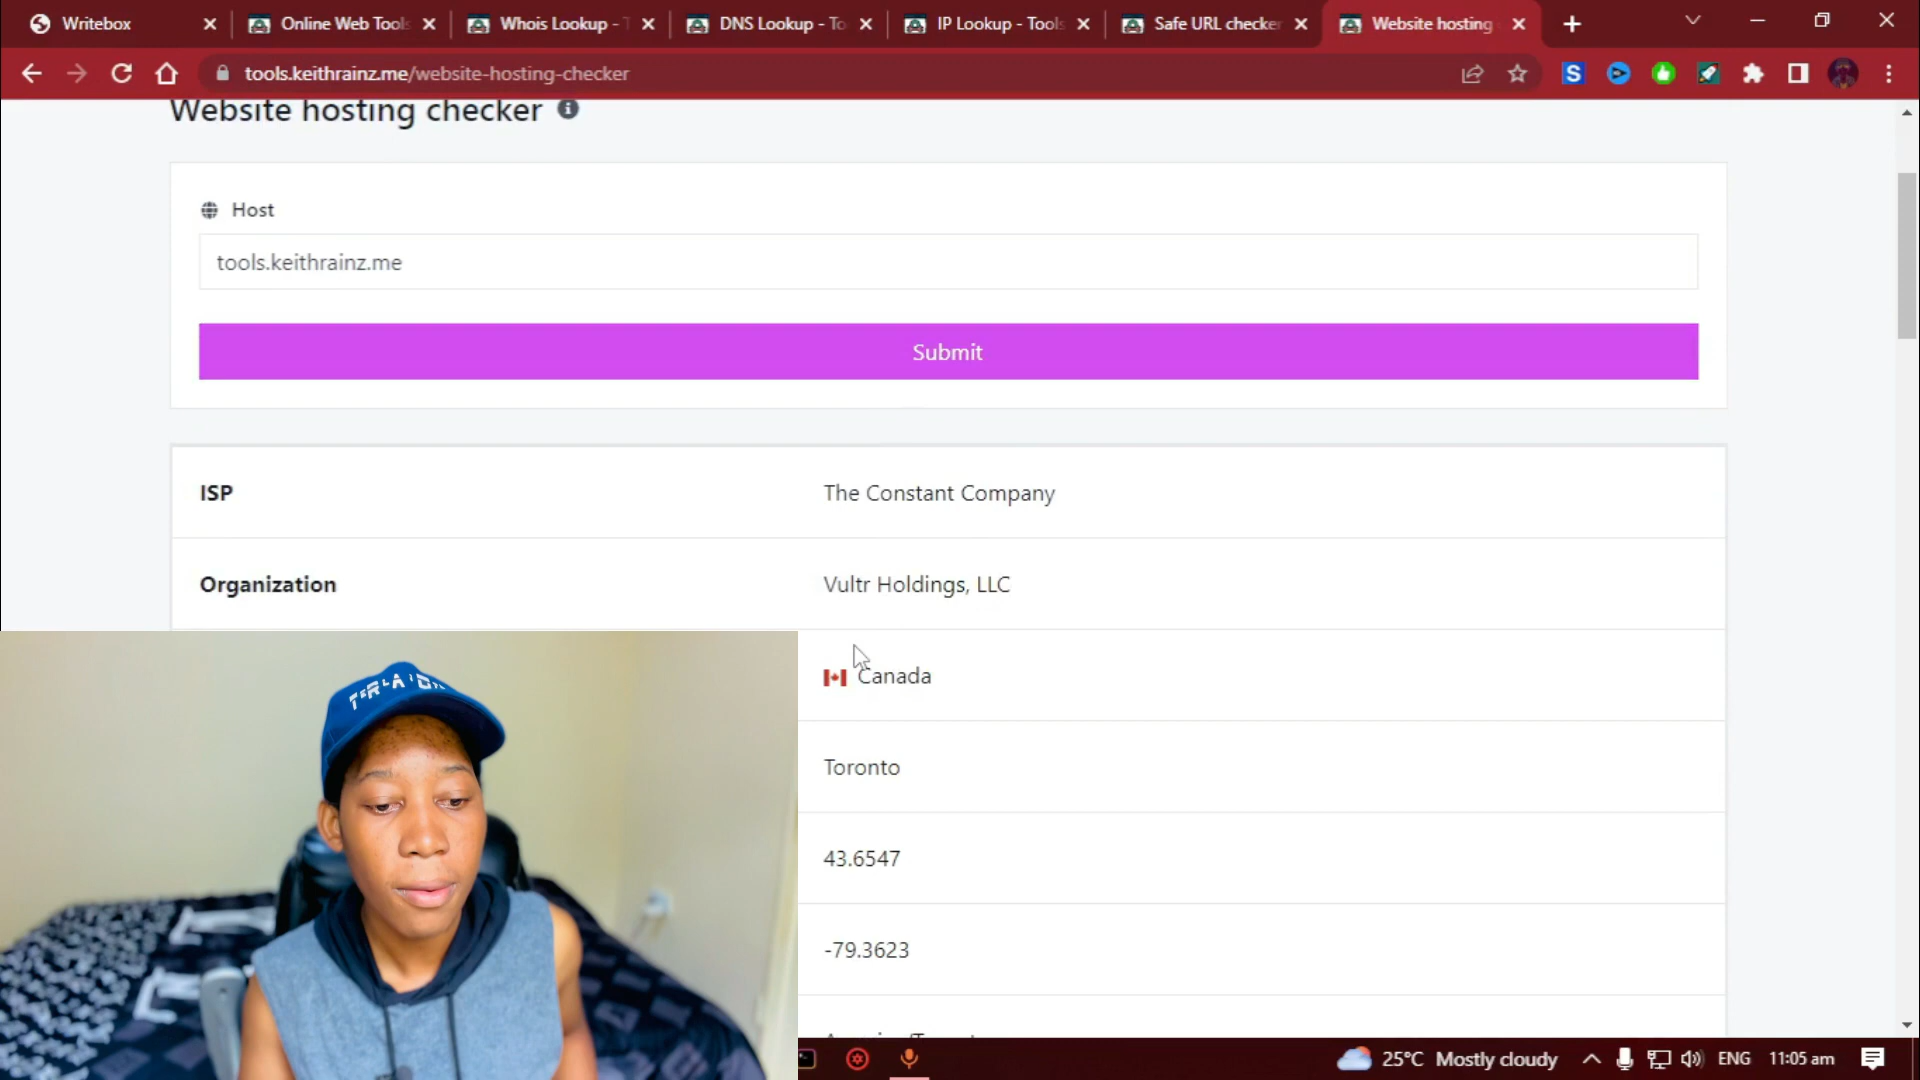 Writebox
Online Web Tools
Whois Lookup - T
DNS Lookup - To
IP Lookup - Tools
Safe URL checker
Website hosting
tools.keithrainz.me/website-hosting-checker
Website hosting checker
Host
tools.keithrainz.me
Submit
ISP
The Constant Company
Organization
Vultr Holdings, LLC
Canada
Toronto
43.6547
-79.3623
25°C Mostly cloudy
ENG
11:05 am